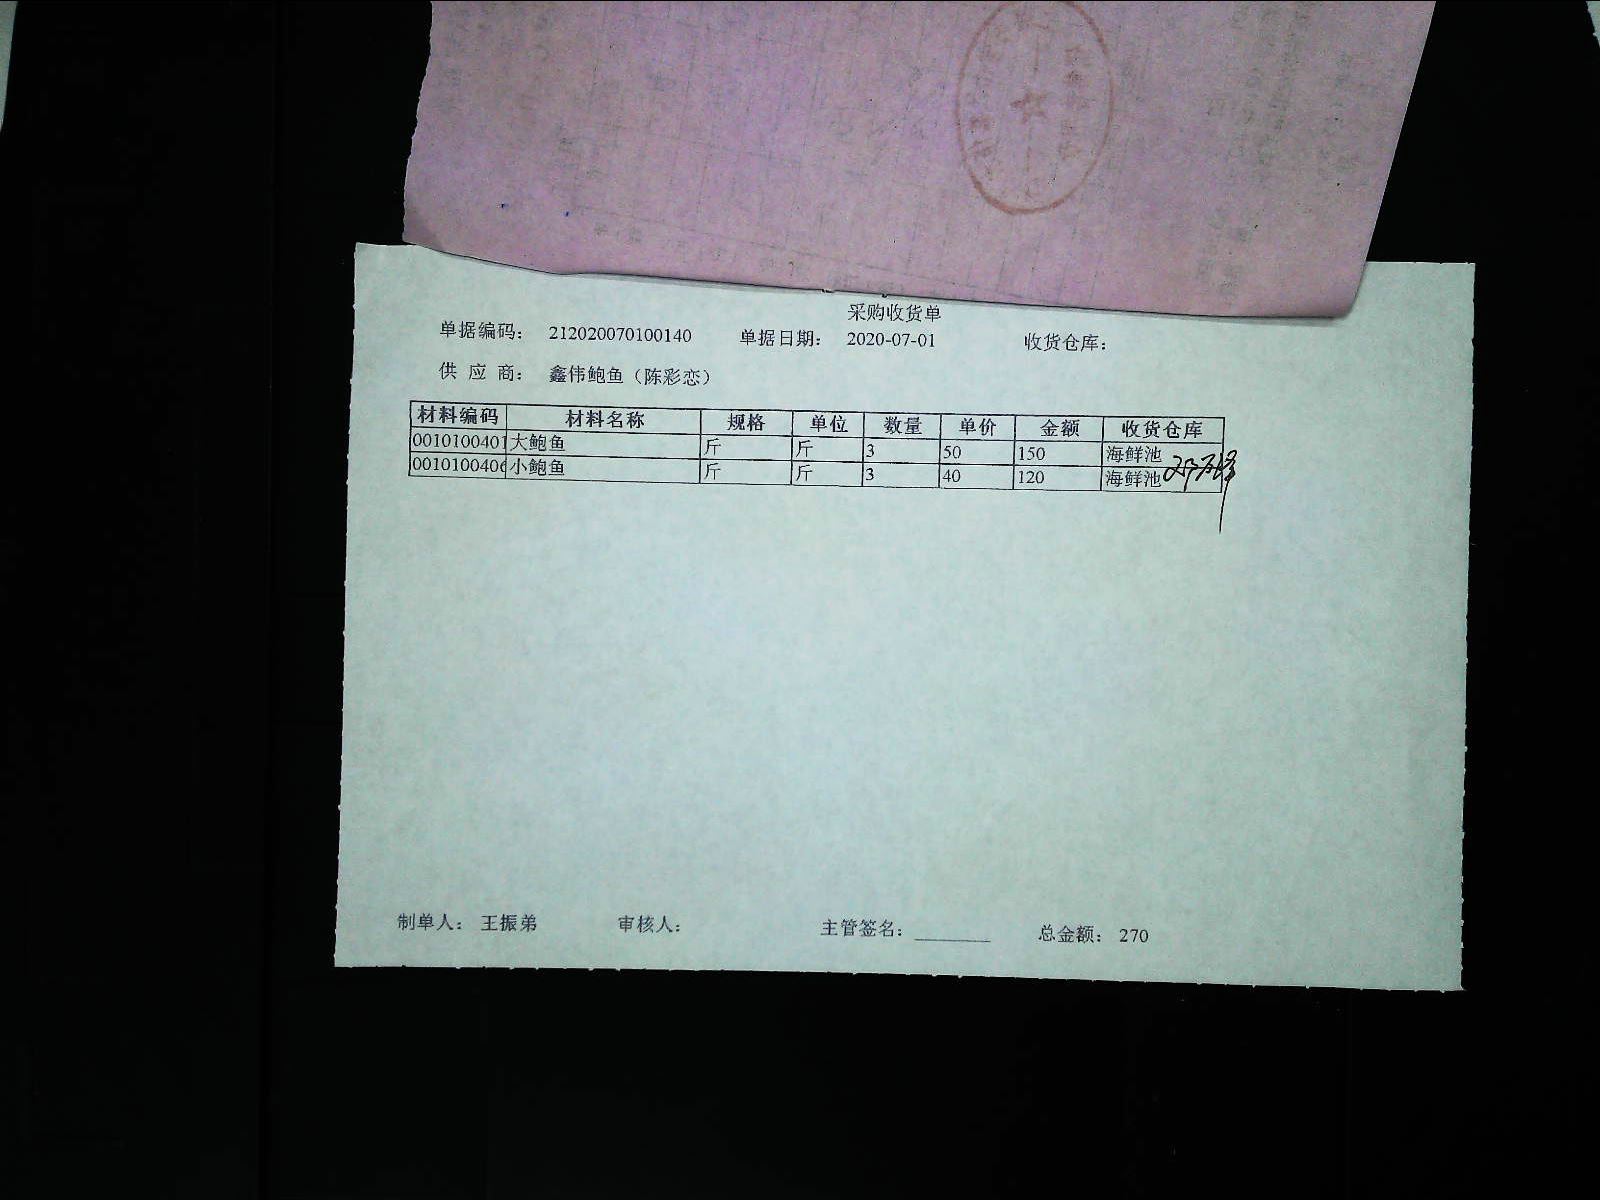 采购收货单
单据编码： 212020070100140 单据日期： 2020-07-01 收货仓库：
供 应 商： 鑫伟鲍鱼（陈彩恋）
材料编码 材料名称 规格 单位 数量 单价 金额 收货仓库
0010100401 大鲍鱼 斤 斤 3 50 150 海鲜池
001010040 小鲍鱼 斤 斤 3 40 120 海鲜池
制单人： 王振弟 审核人： 主管签名： ________ 总金额： 270